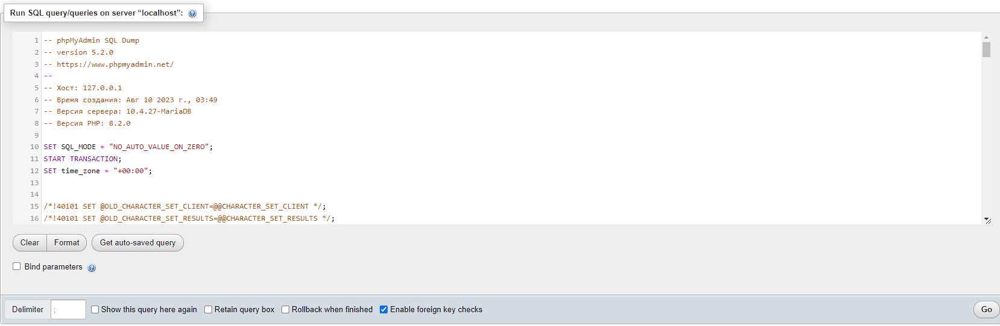 Run SQL query/queries on server “localhost”:
1 -- phpMyAdmin SQL Dump
2 -- version 5.2.0
3 -- https://www.phpmyadmin.net/
4 --
5 -- Хост: 127.0.0.1
6 -- Время создания: Авг 10 2023 г., 03:49
7 -- Версия сервера: 10.4.27-MariaDB
8 -- Версия PHP: 8.2.0
9
10 SET SQL_MODE = "NO_AUTO_VALUE_ON_ZERO";
11 START TRANSACTION;
12 SET time_zone = "+00:00";
13
14
15 /*!40101 SET @OLD_CHARACTER_SET_CLIENT=@@CHARACTER_SET_CLIENT */;
16 /*!40101 SET @OLD_CHARACTER_SET_RESULTS=@@CHARACTER_SET_RESULTS */;
Clear Format Get auto-saved query
Bind parameters
Delimiter ; Show this query here again Retain query box Rollback when finished Enable foreign key checks Go